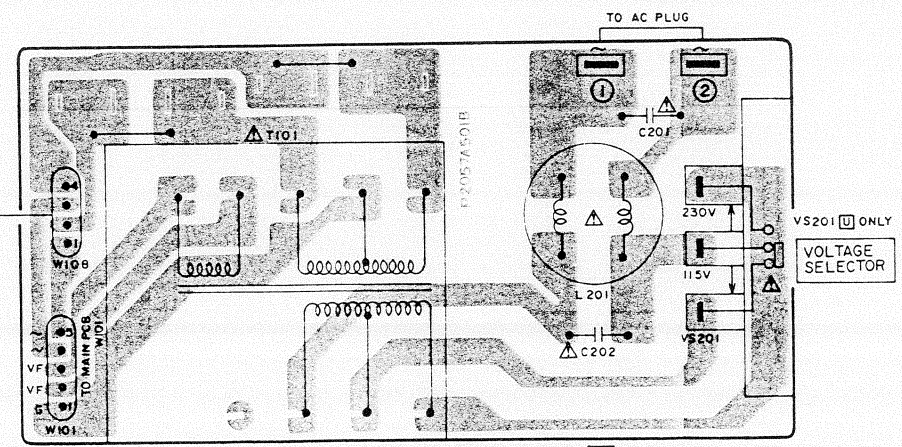 TO AC PLUG
~
~
1
2
C201
T101
4
1
W108
230V
115V
VS201
VS201 U ONLY
VOLTAGE
SELECTOR
L201
C202
TO MAIN PCB
W101
VF
VF
G
1
W101